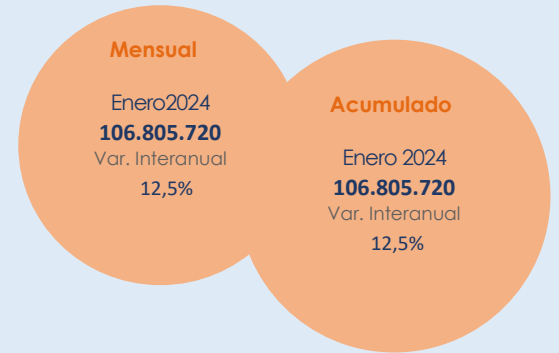 Mensual
Enero2024
106.805.720
Var. Interanual
12,5%
Acumulado
Enero 2024
106.805.720
Var. Interanual
12,5%